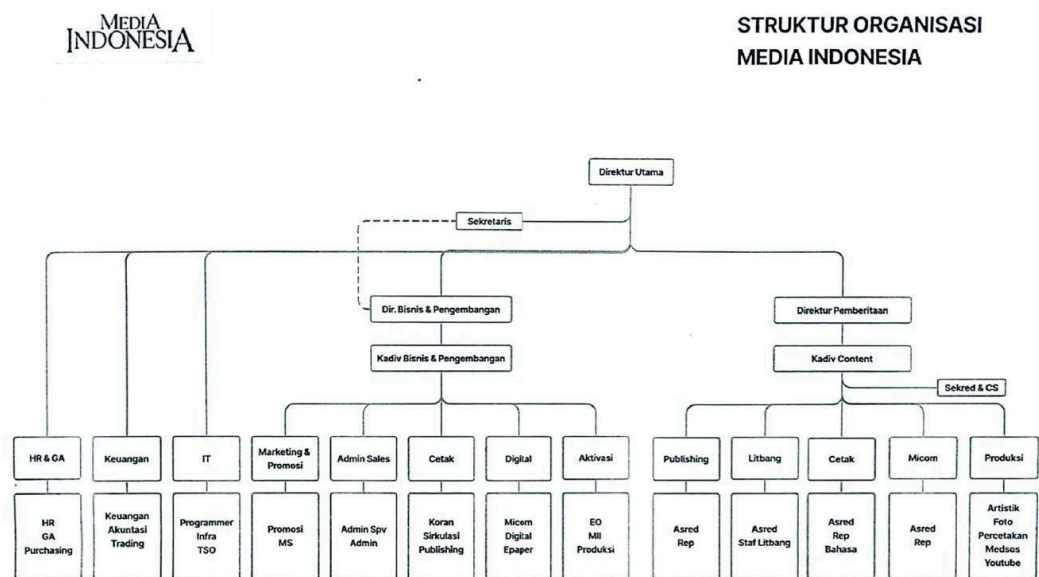 MEDIA
INDONESIA
STRUKTUR ORGANISASI
MEDIA INDONESIA
Direktur Utama
Sekretaris
Dir. Bisnis & Pengembangan
Direktur Pemberitaan
Kadiv Bisnis & Pengembangan
Kadiv Content
Sekred & CS
HR & GA
Keuangan
IT
Marketing &
Promosi
Admin Sales
Cetak
Digital
Aktivasi
Publishing
Litbang
Cetak
Micom
Produksi
HR
GA
Purchasing
Keuangan
Akuntasi
Trading
Programmer
Infra
TSO
Promosi
MS
Admin Spv
Admin
Koran
Sirkulasi
Publishing
Micom
Digital
Epaper
EO
MII
Produksi
Asred
Rep
Asred
Staf Litbang
Asred
Rep
Bahasa
Asred
Rep
Artistik
Foto
Percetakan
Medsos
Youtube